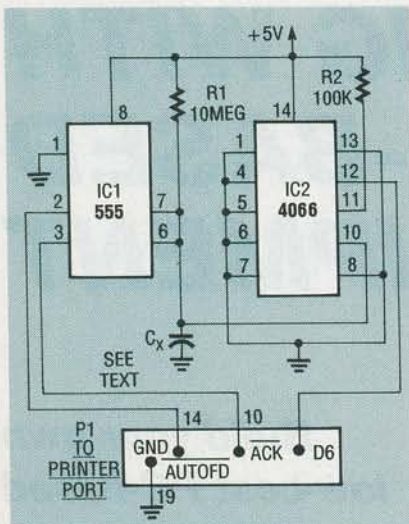 +5V
R1
10MEG
R2
100K
8
14
1
2
3
IC1
555
7
6
1
4
5
6
7
IC2
4066
13
12
11
10
8
CX
SEE
TEXT
P1
TO
PRINTER
PORT
14
10
GND
AUTOFD
ACK
D6
19